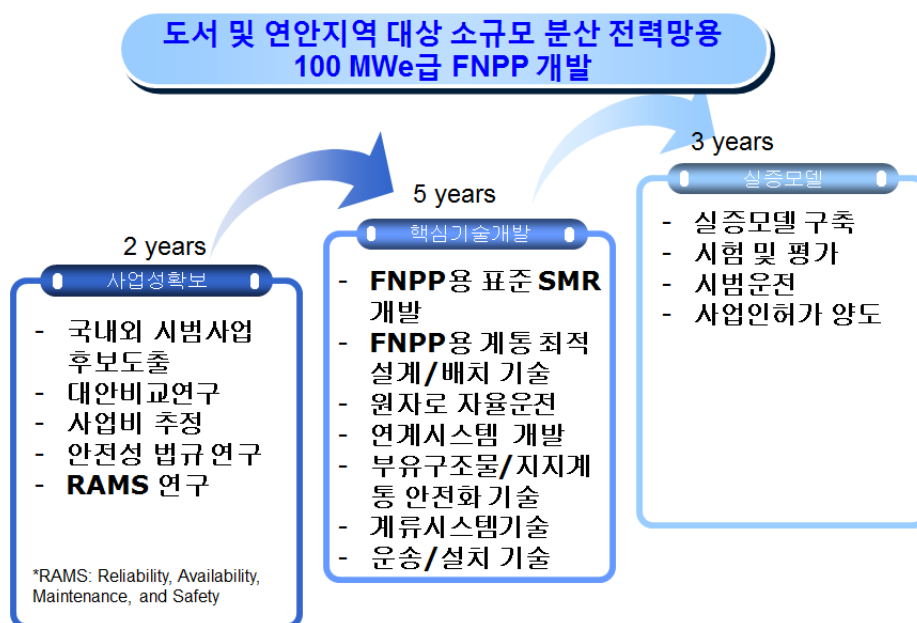 도서 및 연안지역 대상 소규모 분산 전력망용
100 MWe급 FNPP 개발
2 years
사업성확보
- 국내외 시범사업
후보도출
- 대안비교연구
- 사업비 추정
- 안전성 법규연구
- RAMS 연구
*RAMS: Reliability, Availability,
Maintenance, and Safety
5 years
핵심기술개발
- FNPP용 표준 SMR
개발
- FNPP용 계통 최적
설계/배치 기술
- 원자로 자율운전
- 연계시스템 개발
- 부유구조물/지지계
통 안전화 기술
- 계류시스템기술
- 운송/설치 기술
3 years
실증모델
- 실증모델 구축
- 시험 및 평가
- 시범운전
- 사업인허가 양도